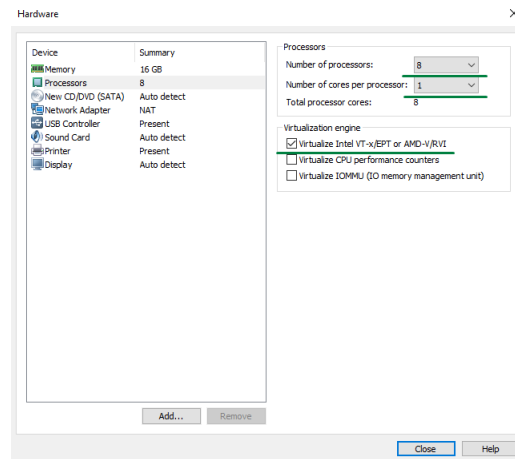 Hardware
Device Summary
Memory 16 GB
Processors 8
New CD/DVD (SATA) Auto detect
Network Adapter NAT
USB Controller Present
Sound Card Auto detect
Printer Present
Display Auto detect
Add... Remove
Processors
Number of processors: 8
Number of cores per processor: 1
Total processor cores: 8
Virtualization engine
Virtualize Intel VT-x/EPT or AMD-V/RVI
Virtualize CPU performance counters
Virtualize IOMMU (IO memory management unit)
Close Help